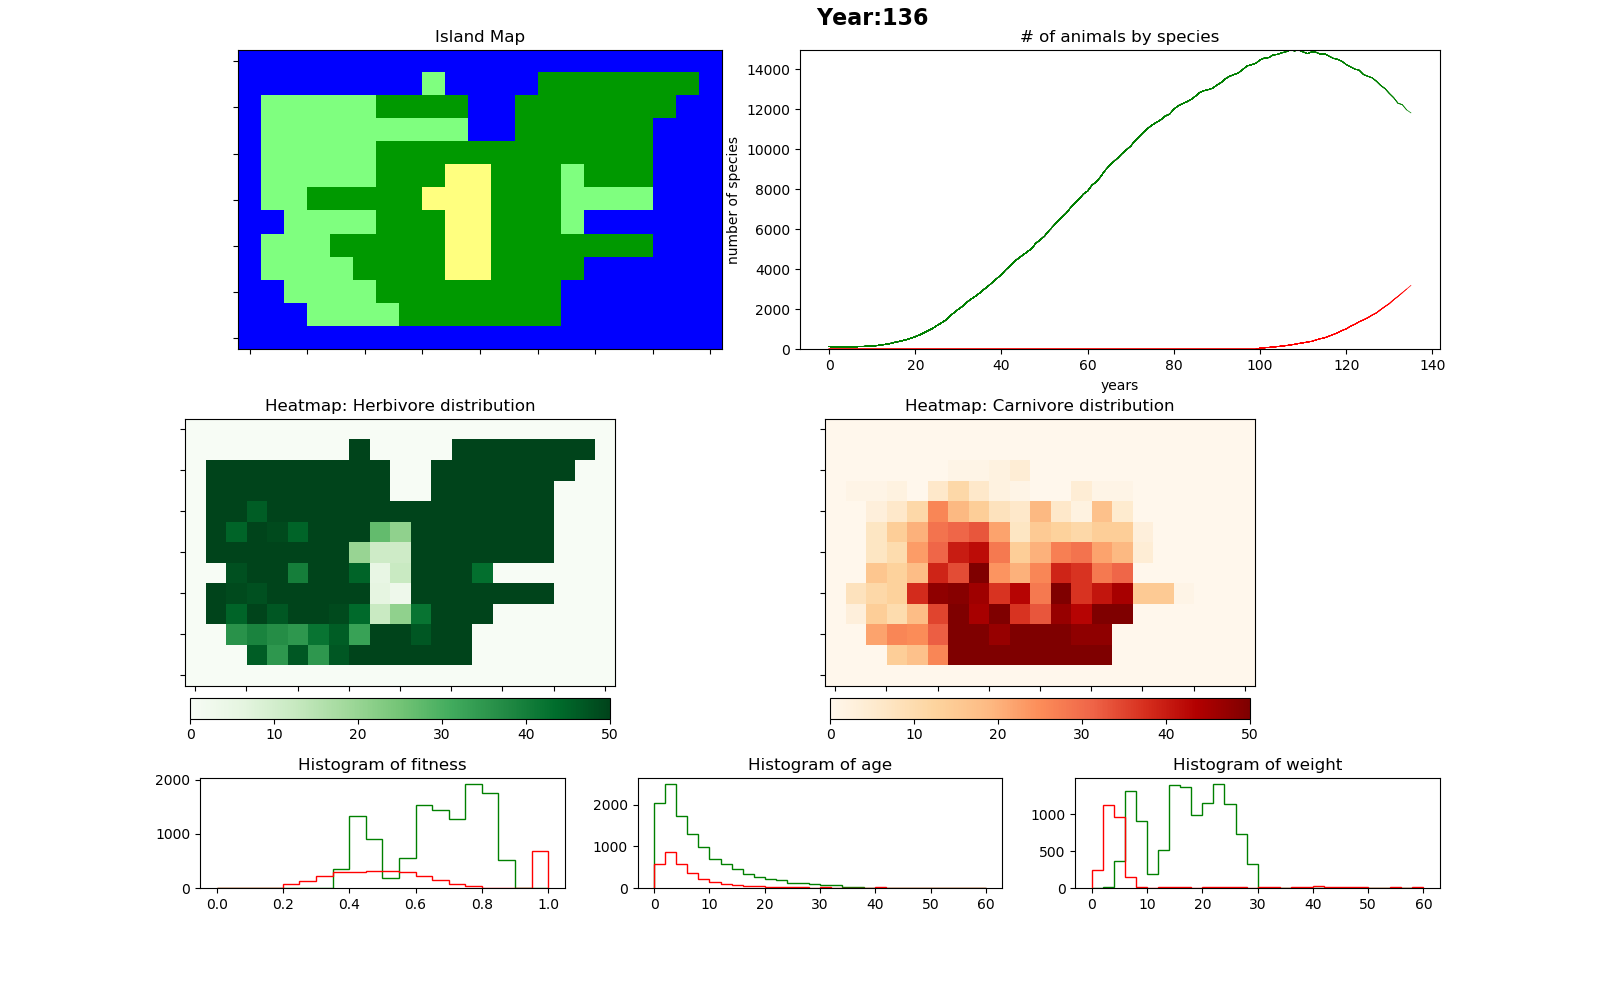 Year:136
Island Map
# of animals by species
number of species
14000
12000
10000
8000
6000
4000
2000
0
0 20 40 60 80 100 120 140
years
Heatmap: Herbivore distribution
Heatmap: Carnivore distribution
0 10 20 30 40 50
0 10 20 30 40 50
Histogram of fitness
2000
1000
0
0.0 0.2 0.4 0.6 0.8 1.0
Histogram of age
2000
1000
0
0 10 20 30 40 50 60
Histogram of weight
1000
500
0
0 10 20 30 40 50 60